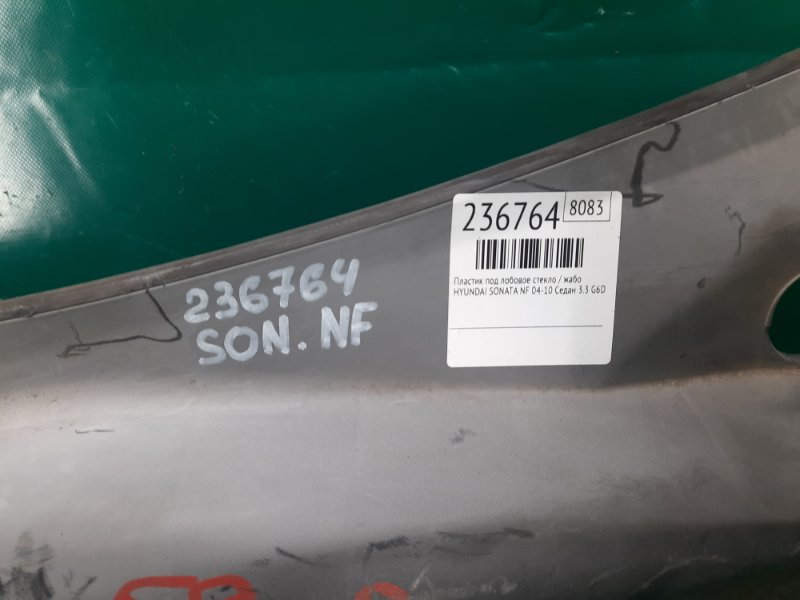 236764
8083
Пластик под лобовое стекло / жабо
HYUNDAI SONATA NF 04-10 Седан 3.3 G6D
236764
SON. NF